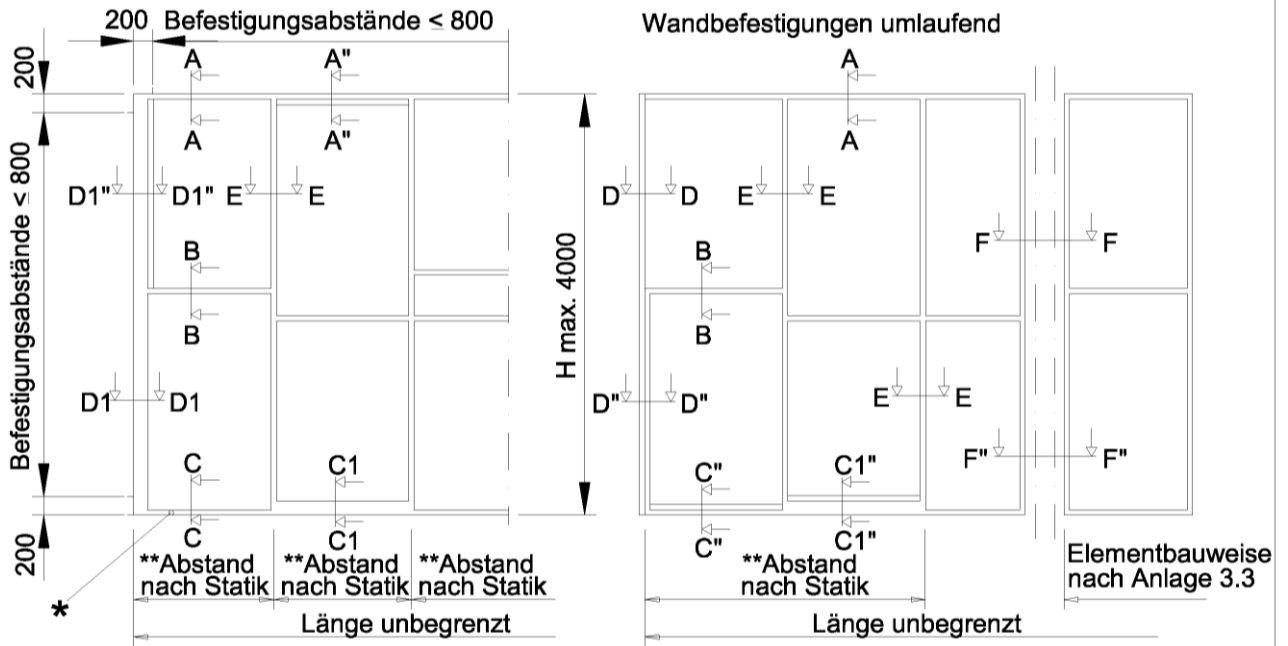 200 Befestigungsabstände ≤ 800
Wandbefestigungen umlaufend
200
Befestigungsabstände ≤ 800
200
A A" A
A A" A
D1" D1" E E
D D E E
F F
B B
B B
H max. 4000
D1 D1
D" D"
E E
F" F"
C C1 C" C1"
C C1 C" C1"
*
**Abstand
nach Statik
**Abstand
nach Statik
**Abstand
nach Statik
**Abstand
nach Statik
Elementbauweise
nach Anlage 3.3
Länge unbegrenzt
Länge unbegrenzt